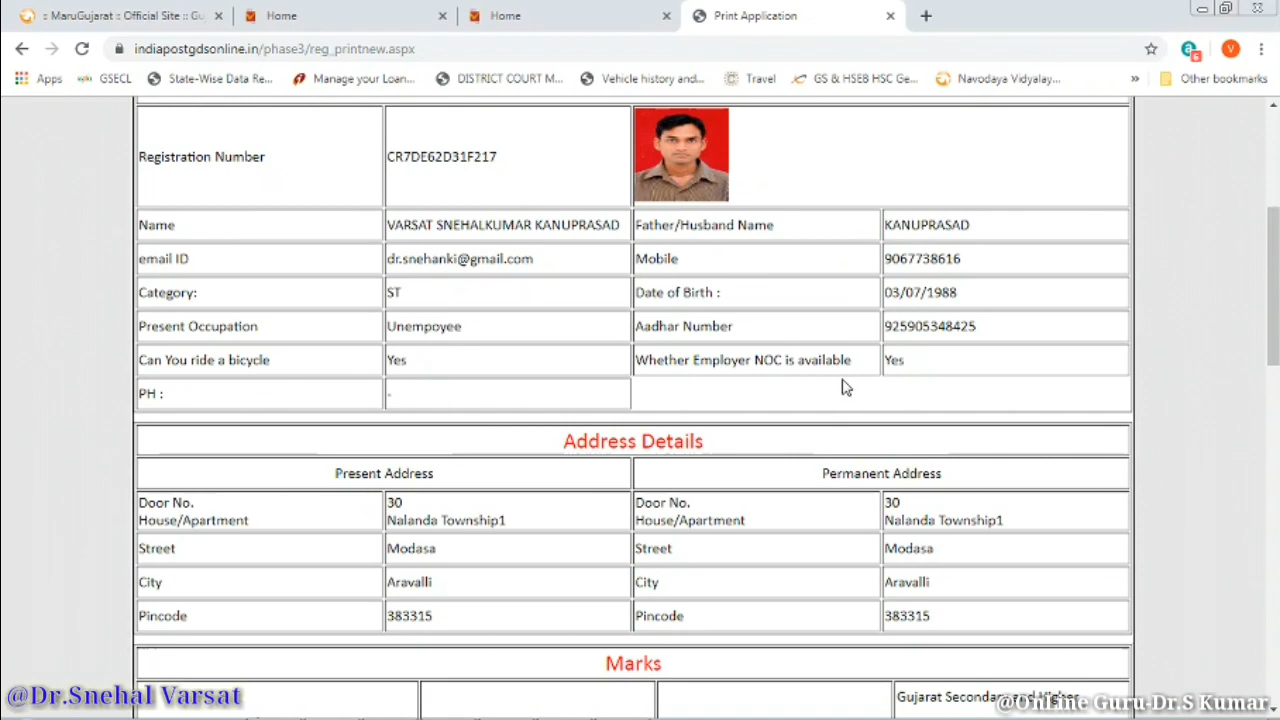 :: MaruGujarat :: Official Site :: Gu
Home
Home
Print Application
indiapostgdsonline.in/phase3/reg_printnew.aspx
Apps GSECL State-Wise Data Re... Manage your Loan... DISTRICT COURT M... Vehicle history and... Travel GS & HSEB HSC Ge... Navodaya Vidyalay... » Other bookmarks
Registration Number CR7DE62D31F217
Name VARSAT SNEHALKUMAR KANUPRASAD Father/Husband Name KANUPRASAD
email ID dr.snehanki@gmail.com Mobile 9067738616
Category: ST Date of Birth : 03/07/1988
Present Occupation Unempoyee Aadhar Number 925905348425
Can You ride a bicycle Yes Whether Employer NOC is available Yes
PH : -
Address Details
Present Address Permanent Address
Door No. 30 Door No. 30
House/Apartment Nalanda Township1 House/Apartment Nalanda Township1
Street Modasa Street Modasa
City Aravalli City Aravalli
Pincode 383315 Pincode 383315
Marks
Gujarat Secondary and Higher
@Dr.Snehal Varsat
@OnLine Guru-Dr.S Kumar